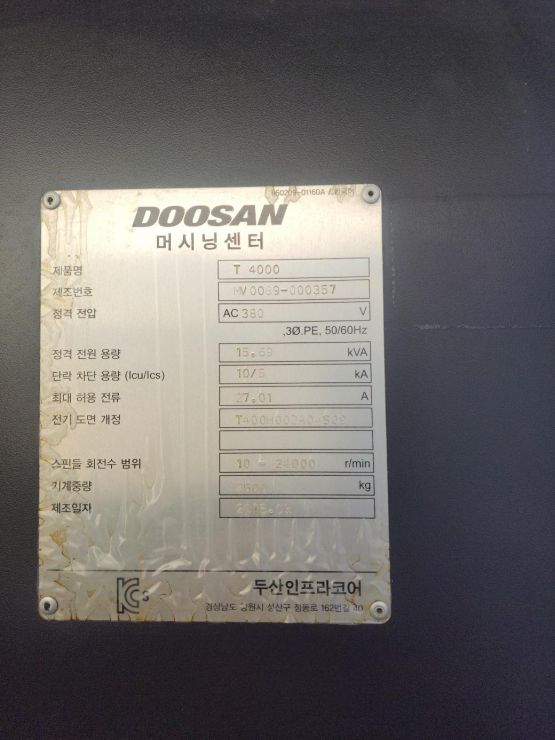 DOOSAN
머시닝센터
제품명 T 4000
제조번호 MV0089-000357
정격 전압 AC 380 V
,3Ø.PE, 50/60Hz
정격 전원 용량 kVA
단락 차단 용량 (Icu/Ics) 10/5 kA
최대 허용 전류 27.01 A
전기 도면 개정
스핀들 회전수 범위 10 - 24000 r/min
기계중량 kg
제조일자
두산인프라코어
경상남도 창원시 성산구 정동로 162번길 40